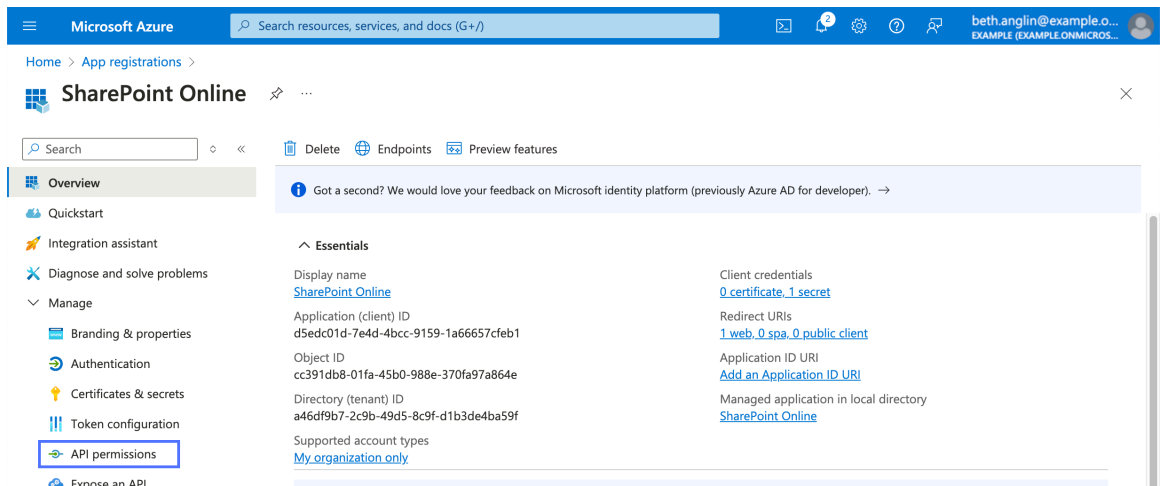 Microsoft Azure
Search resources, services, and docs (G+/)
2
beth.anglin@example.o...
EXAMPLE (EXAMPLE.ONMICROS...
Home > App registrations >
SharePoint Online
...
Search
Delete
Endpoints
Preview features
Overview
Quickstart
Integration assistant
Diagnose and solve problems
Manage
Branding & properties
Authentication
Certificates & secrets
Token configuration
API permissions
Expose an API
Got a second? We would love your feedback on Microsoft identity platform (previously Azure AD for developer). →
Essentials
Display name
SharePoint Online
Application (client) ID
d5edc01d-7e4d-4bcc-9159-1a66657cfeb1
Object ID
cc391db8-01fa-45b0-988e-370fa97a864e
Directory (tenant) ID
a46df9b7-2c9b-49d5-8c9f-d1b3de4ba59f
Supported account types
My organization only
Client credentials
0 certificate, 1 secret
Redirect URIs
1 web, 0 spa, 0 public client
Application ID URI
Add an Application ID URI
Managed application in local directory
SharePoint Online